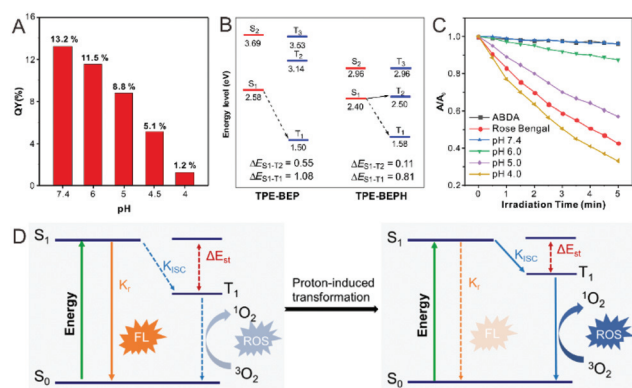 A
QY(%)
12
8
4
0
13.2 %
11.5 %
8.8 %
5.1 %
1.2 %
7.4 6 5 4.5 4
pH
B
Energy level (eV)
S2
3.69
T3
3.53
T2
3.14
S1
2.58
T1
1.50
ΔES1-T2 = 0.55
ΔES1-T1 = 1.08
TPE-BEP
S2
2.96
T3
2.96
T2
2.50
S1
2.40
T1
1.58
ΔES1-T2 = 0.11
ΔES1-T1 = 0.81
TPE-BEPH
C
A/A0
1.0
0.8
0.6
0.4
0.2
ABDA
Rose Bengal
pH 7.4
pH 6.0
pH 5.0
pH 4.0
0 1 2 3 4 5
Irradiation Time (min)
D
S1
Energy
Kr
FL
KISC
ΔEst
T1
1O2
ROS
3O2
S0
Proton-induced
transformation
S1
Energy
Kr
FL
KISC
ΔEst
T1
1O2
ROS
3O2
S0